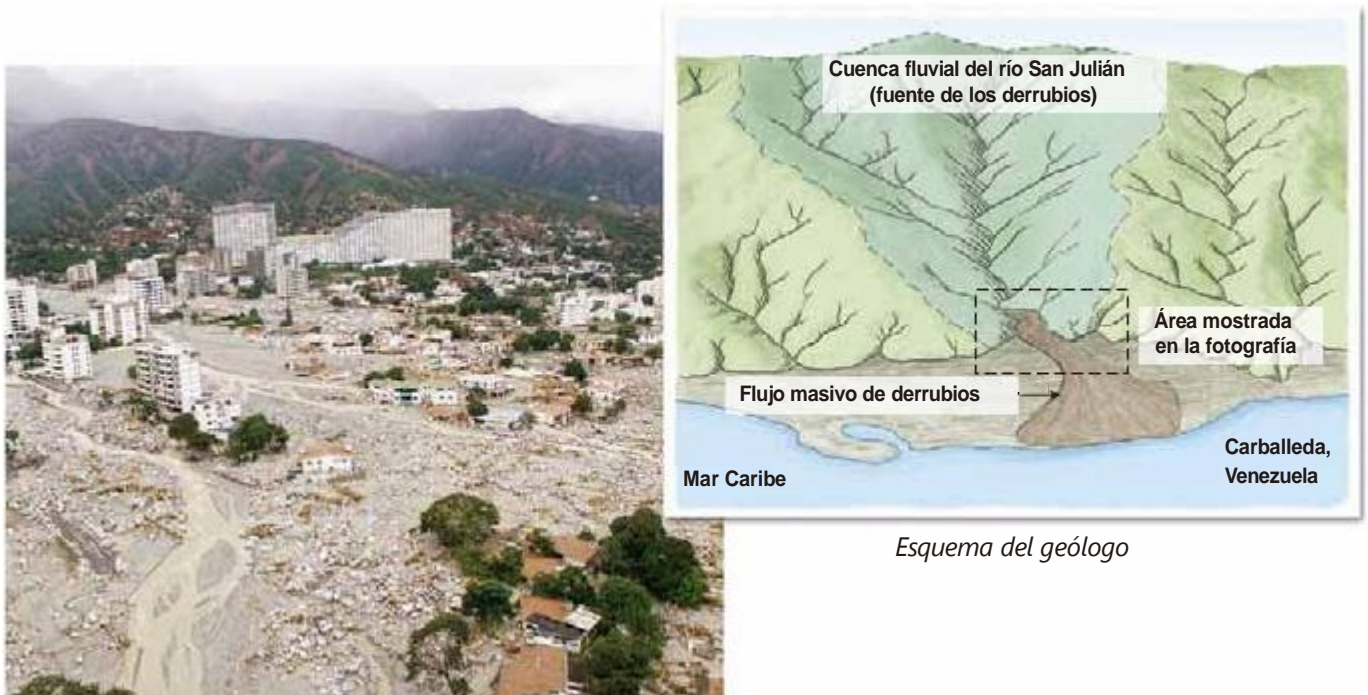 Cuenca fluvial del río San Julián
(fuente de los derrubios)
Área mostrada
en la fotografía
Flujo masivo de derrubios
Carballeda,
Venezuela
Mar Caribe
Esquema del geólogo